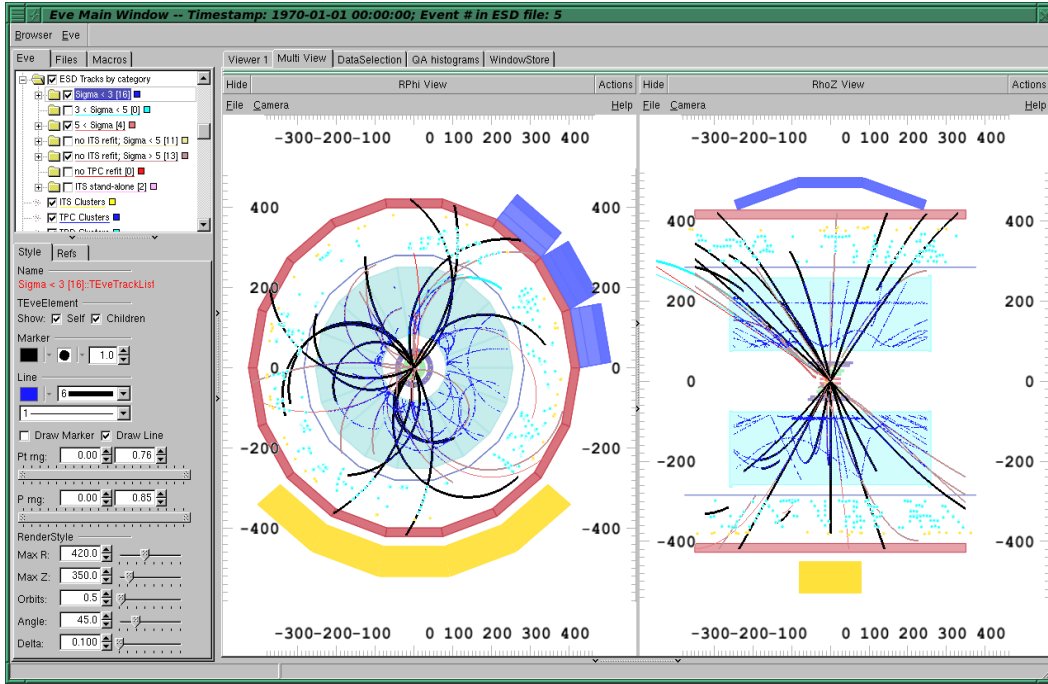 Eve Main Window -- Timestamp: 1970-01-01 00:00:00; Event # in ESD file: 5
Browser Eve
Eve Files Macros
ESD Tracks by category
Sigma < 3 [16]
3 < Sigma < 5 [0]
5 < Sigma [4]
no ITS refit; Sigma < 5 [11]
no ITS refit; Sigma > 5 [13]
no TPC refit [0]
ITS stand-alone [2]
ITS Clusters
TPC Clusters
Style Refs
Name
Sigma < 3 [16]::TEveTrackList
TEveElement
Show: Self Children
Marker
1.0
Line
6
1
Draw Marker Draw Line
Pt rng: 0.00 0.76
P rng: 0.00 0.85
RenderStyle
Max R: 420.0
Max Z: 350.0
Orbits: 0.5
Angle: 45.0
Delta: 0.100
Viewer 1 Multi View DataSelection QA histograms WindowStore
Hide RPhi View Actions
File Camera Help
-300-200-100 0 100 200 300 400
400 400
200 200
0 0
-200 -200
-400 -400
-300-200-100 0 100 200 300 400
Hide RhoZ View Actions
File Camera Help
-300-200-100 0 100 200 300 400
400 400
200 200
0 0
-200 -200
-400 -400
-300-200-100 0 100 200 300 400